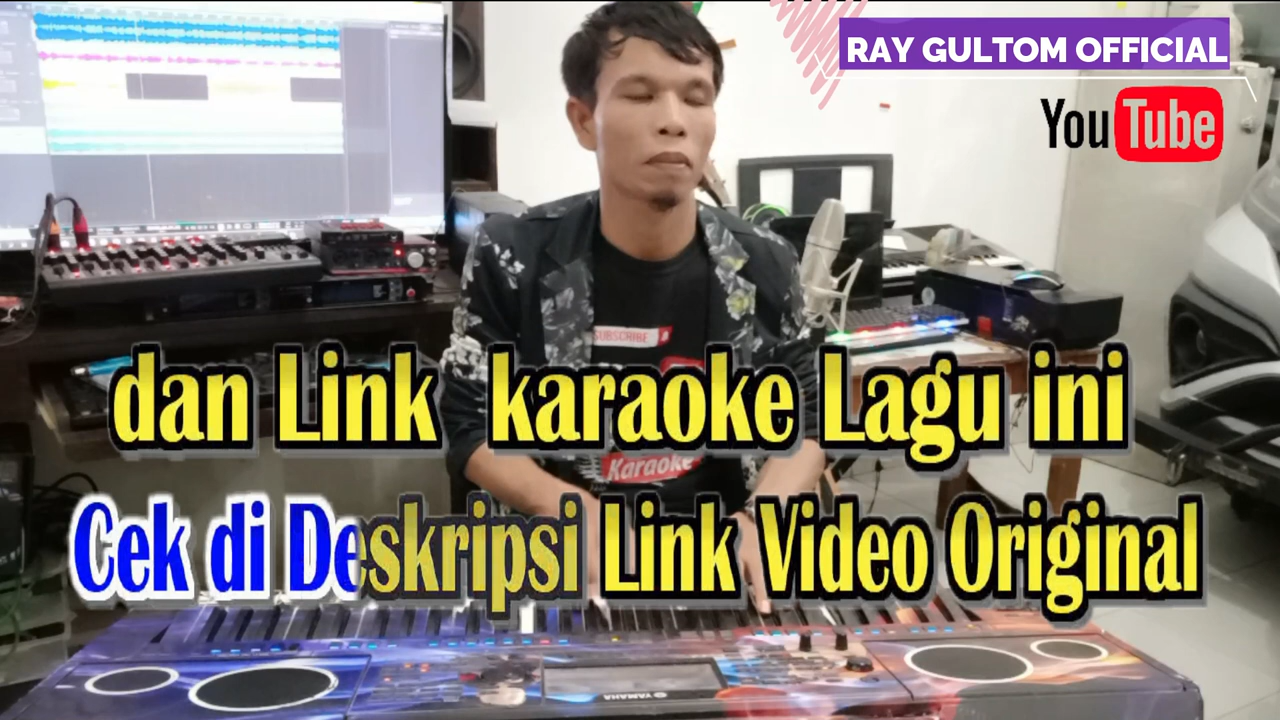 RAY GULTOM OFFICIAL
YouTube
SUBSCRIBE
dan Link karaoke Lagu ini
Karaoke
Cek di Deskripsi Link Video Original
YAMAHA